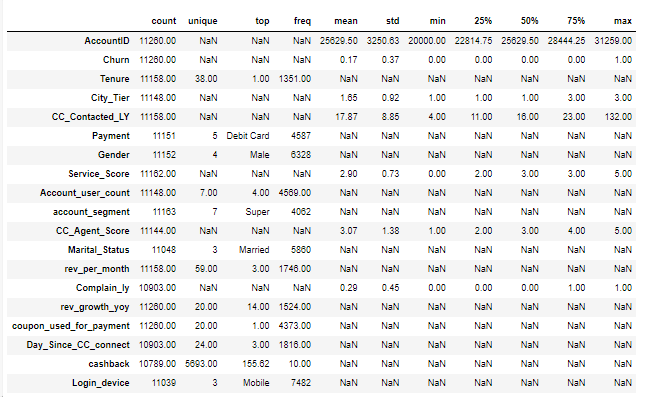 count unique top freq mean std min 25% 50% 75% max
AccountID 11260.00 NaN NaN NaN 25629.50 3250.63 20000.00 22814.75 25629.50 28444.25 31259.00
Churn 11260.00 NaN NaN NaN 0.17 0.37 0.00 0.00 0.00 0.00 1.00
Tenure 11158.00 38.00 1.00 1351.00 NaN NaN NaN NaN NaN NaN NaN
City_Tier 11148.00 NaN NaN NaN 1.65 0.92 1.00 1.00 1.00 3.00 3.00
CC_Contacted_LY 11158.00 NaN NaN NaN 17.87 8.85 4.00 11.00 16.00 23.00 132.00
Payment 11151 5 Debit Card 4587 NaN NaN NaN NaN NaN NaN NaN
Gender 11152 4 Male 6328 NaN NaN NaN NaN NaN NaN NaN
Service_Score 11162.00 NaN NaN NaN 2.90 0.73 0.00 2.00 3.00 3.00 5.00
Account_user_count 11148.00 7.00 4.00 4569.00 NaN NaN NaN NaN NaN NaN NaN
account_segment 11163 7 Super 4062 NaN NaN NaN NaN NaN NaN NaN
CC_Agent_Score 11144.00 NaN NaN NaN 3.07 1.38 1.00 2.00 3.00 4.00 5.00
Marital_Status 11048 3 Married 5860 NaN NaN NaN NaN NaN NaN NaN
rev_per_month 11158.00 59.00 3.00 1746.00 NaN NaN NaN NaN NaN NaN NaN
Complain_ly 10903.00 NaN NaN NaN 0.29 0.45 0.00 0.00 0.00 1.00 1.00
rev_growth_yoy 11260.00 20.00 14.00 1524.00 NaN NaN NaN NaN NaN NaN NaN
coupon_used_for_payment 11260.00 20.00 1.00 4373.00 NaN NaN NaN NaN NaN NaN NaN
Day_Since_CC_connect 10903.00 24.00 3.00 1816.00 NaN NaN NaN NaN NaN NaN NaN
cashback 10789.00 5693.00 155.62 10.00 NaN NaN NaN NaN NaN NaN NaN
Login_device 11039 3 Mobile 7482 NaN NaN NaN NaN NaN NaN NaN